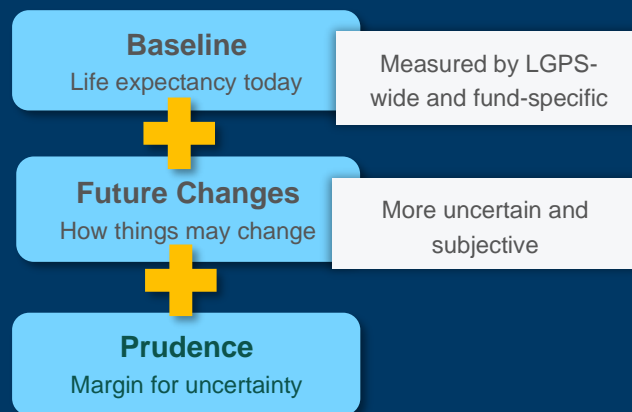 Baseline
Life expectancy today
Measured by LGPS-
wide and fund-specific
Future Changes
How things may change
More uncertain and
subjective
Prudence
Margin for uncertainty